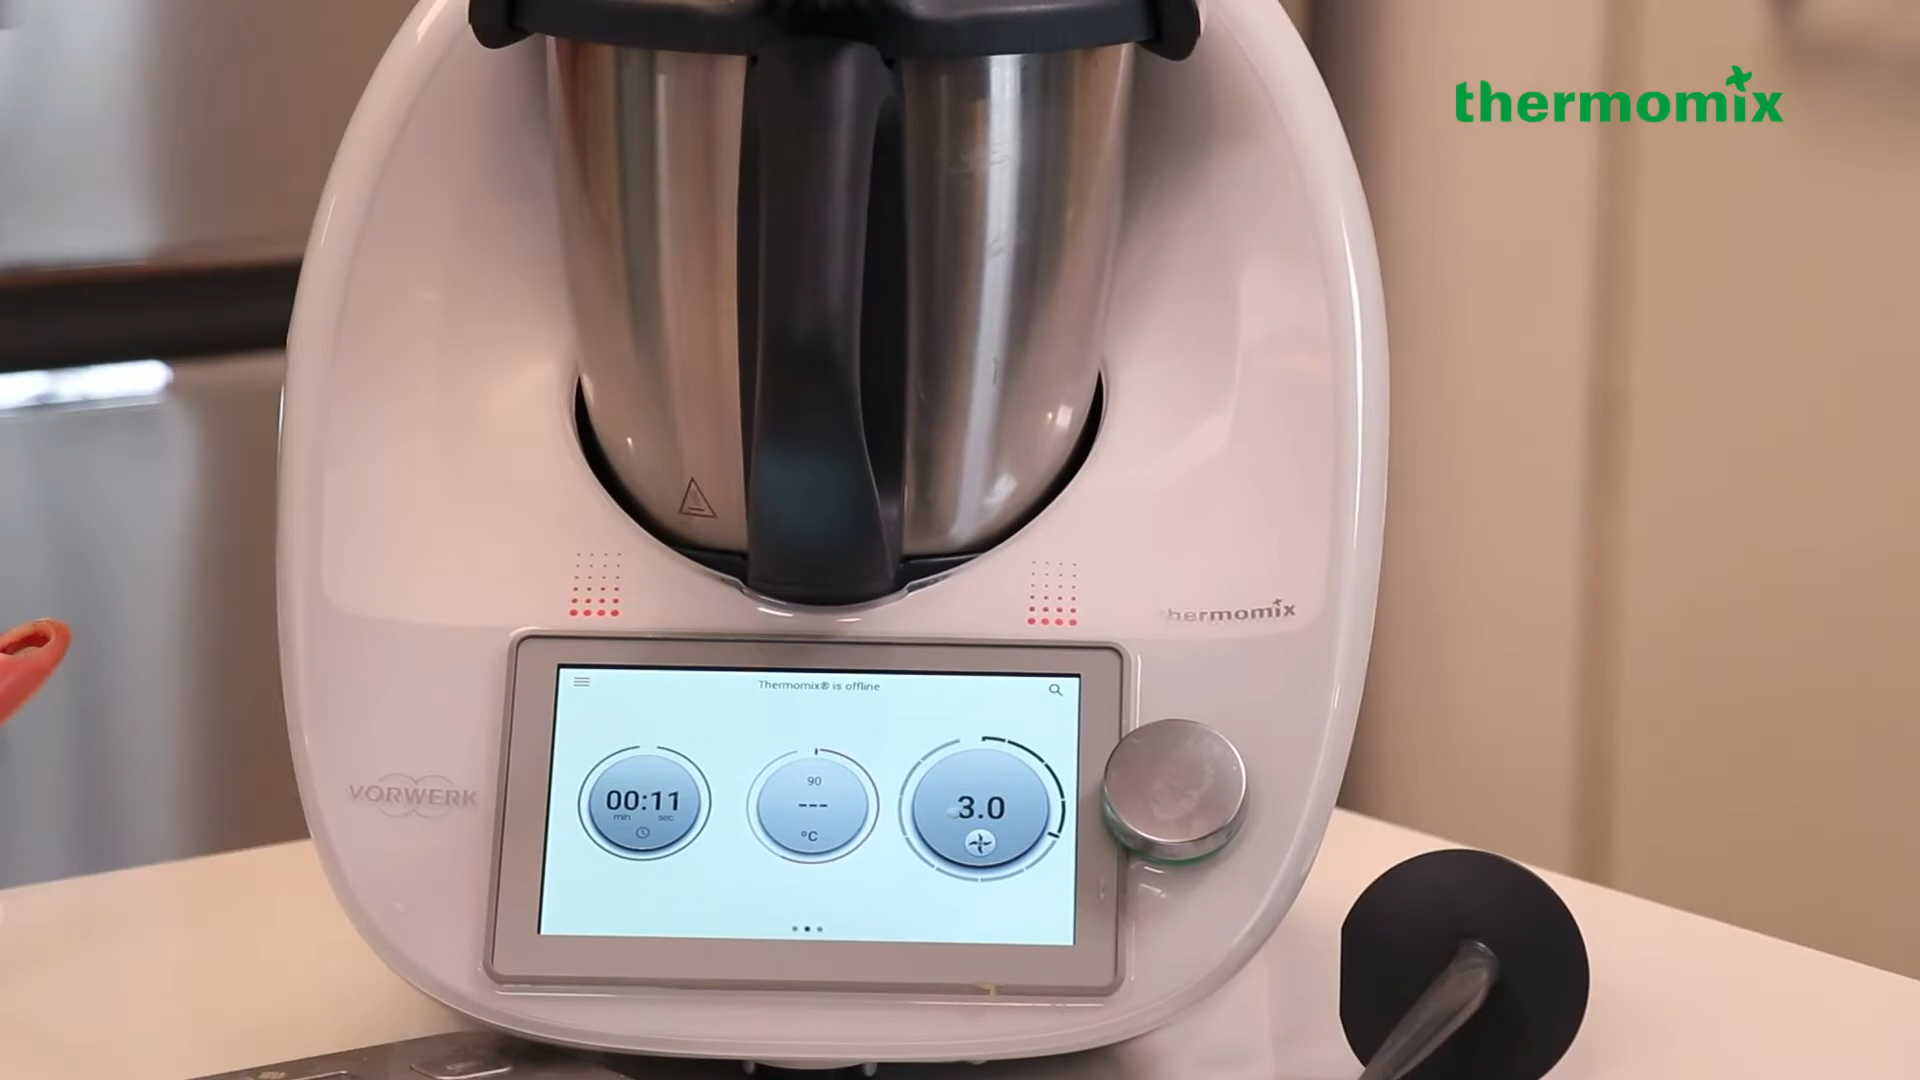 thermomix
thermomix
Thermomix® is offline
00:11
min sec
90
---
°C
3.0
VORWERK